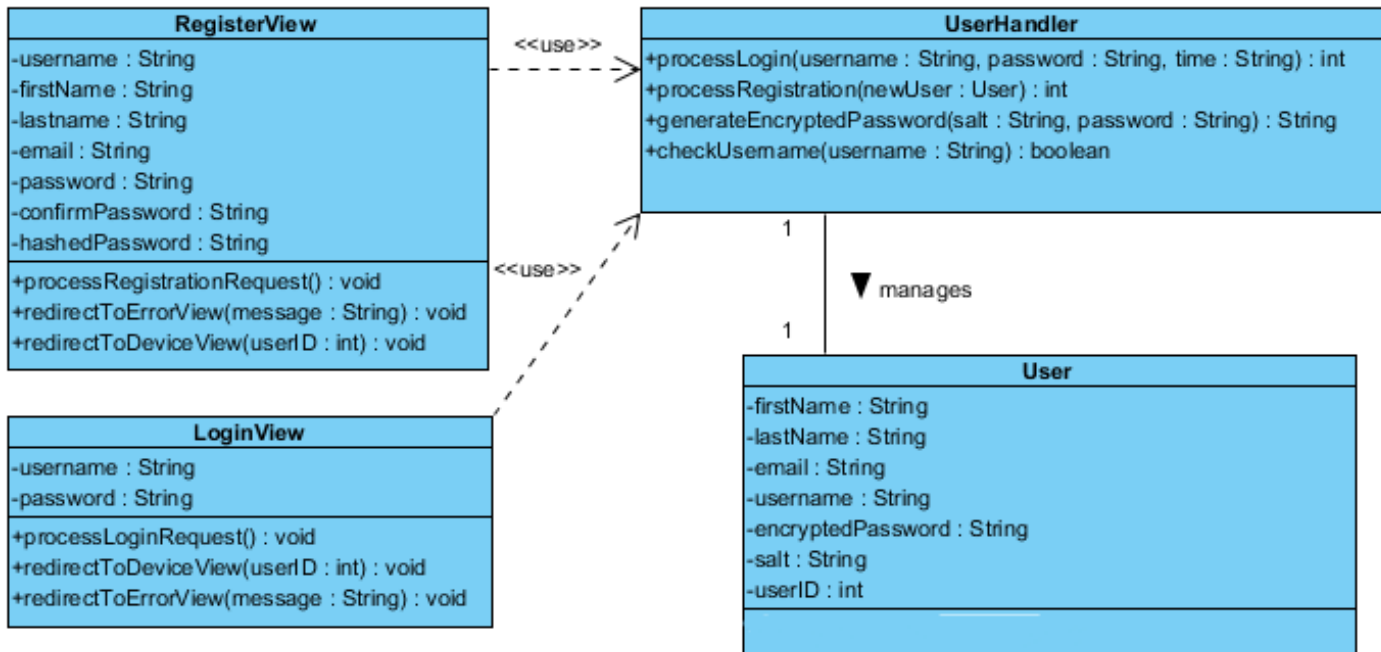 RegisterView
-username : String
-firstName : String
-lastname : String
-email : String
-password : String
-confirmPassword : String
-hashedPassword : String
+processRegistrationRequest() : void
+redirectToErrorView(message : String) : void
+redirectToDeviceView(userID : int) : void
<<use>>
UserHandler
+processLogin(username : String, password : String, time : String) : int
+processRegistration(newUser : User) : int
+generateEncryptedPassword(salt : String, password : String) : String
+checkUsername(username : String) : boolean
<<use>>
1
manages
1
LoginView
-username : String
-password : String
+processLoginRequest() : void
+redirectToDeviceView(userID : int) : void
+redirectToErrorView(message : String) : void
User
-firstName : String
-lastName : String
-email : String
-username : String
-encryptedPassword : String
-salt : String
-userID : int